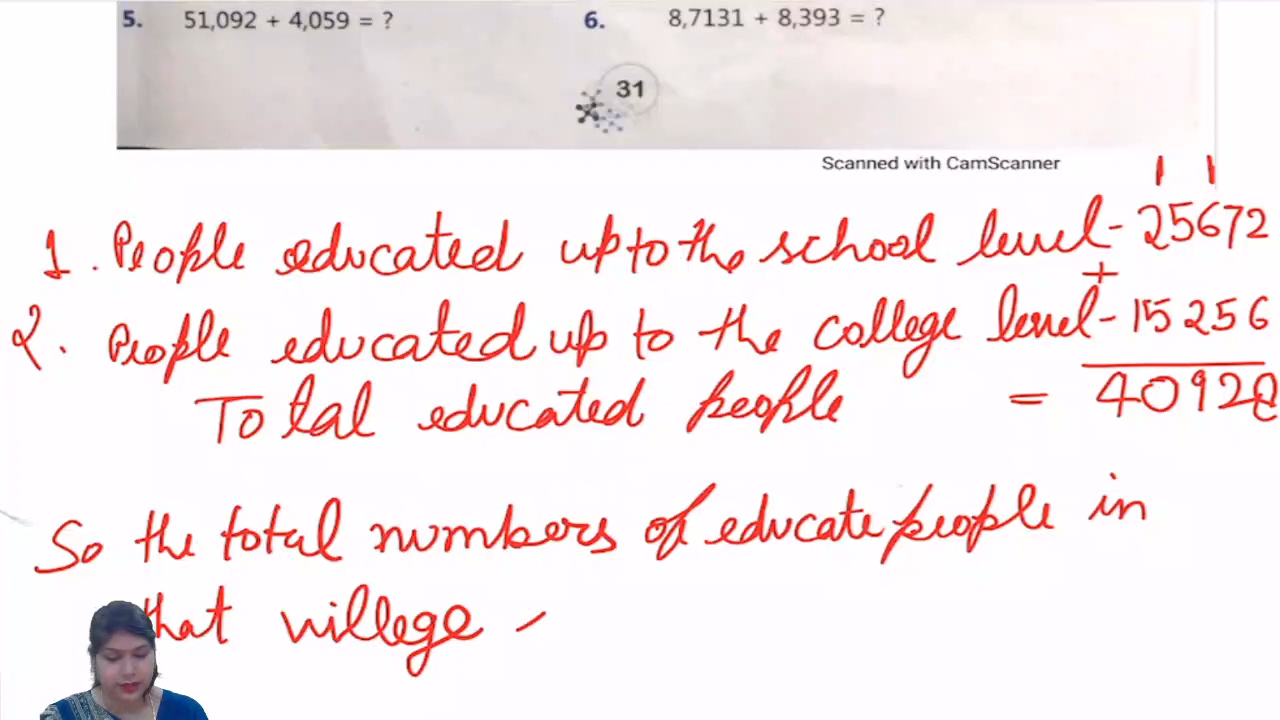 5. 51,092 + 4,059 = ? 6. 8,7131 + 8,393 = ?
31
Scanned with CamScanner
1 1
1. People educated up to the school level - 25672
+
2. People educated up to the college level - 15256
Total educated people = 40928
So the total numbers of educate people in
that villege